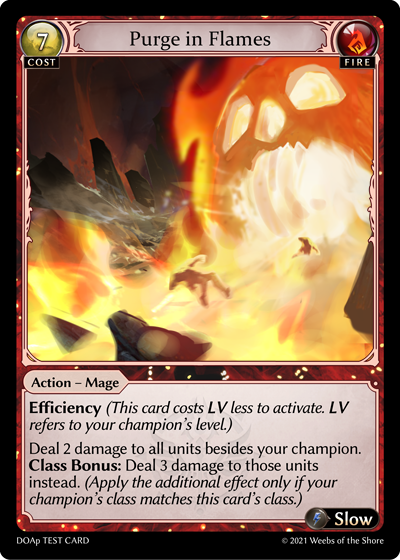 7
Purge in Flames
COST
FIRE
Action – Mage
Efficiency (This card costs LV less to activate. LV
refers to your champion's level.)
Deal 2 damage to all units besides your champion.
Class Bonus: Deal 3 damage to those units
instead. (Apply the additional effect only if your
champion's class matches this card's class.)
Slow
DOAp TEST CARD
© 2021 Weebs of the Shore